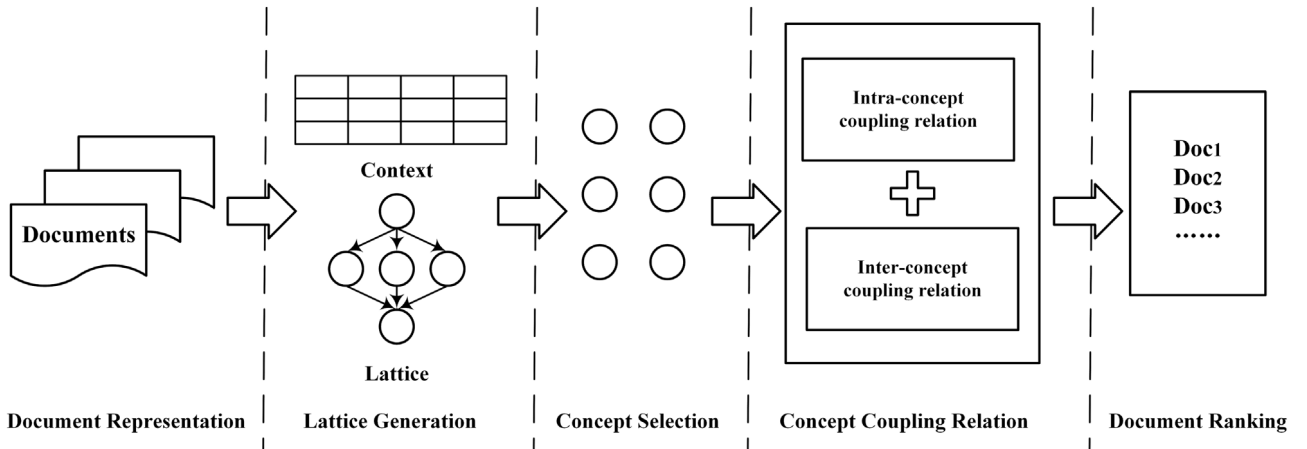 Documents
Document Representation
Context
Lattice
Lattice Generation
Concept Selection
Intra-concept
coupling relation
Inter-concept
coupling relation
Concept Coupling Relation
Doc1
Doc2
Doc3
……
Document Ranking